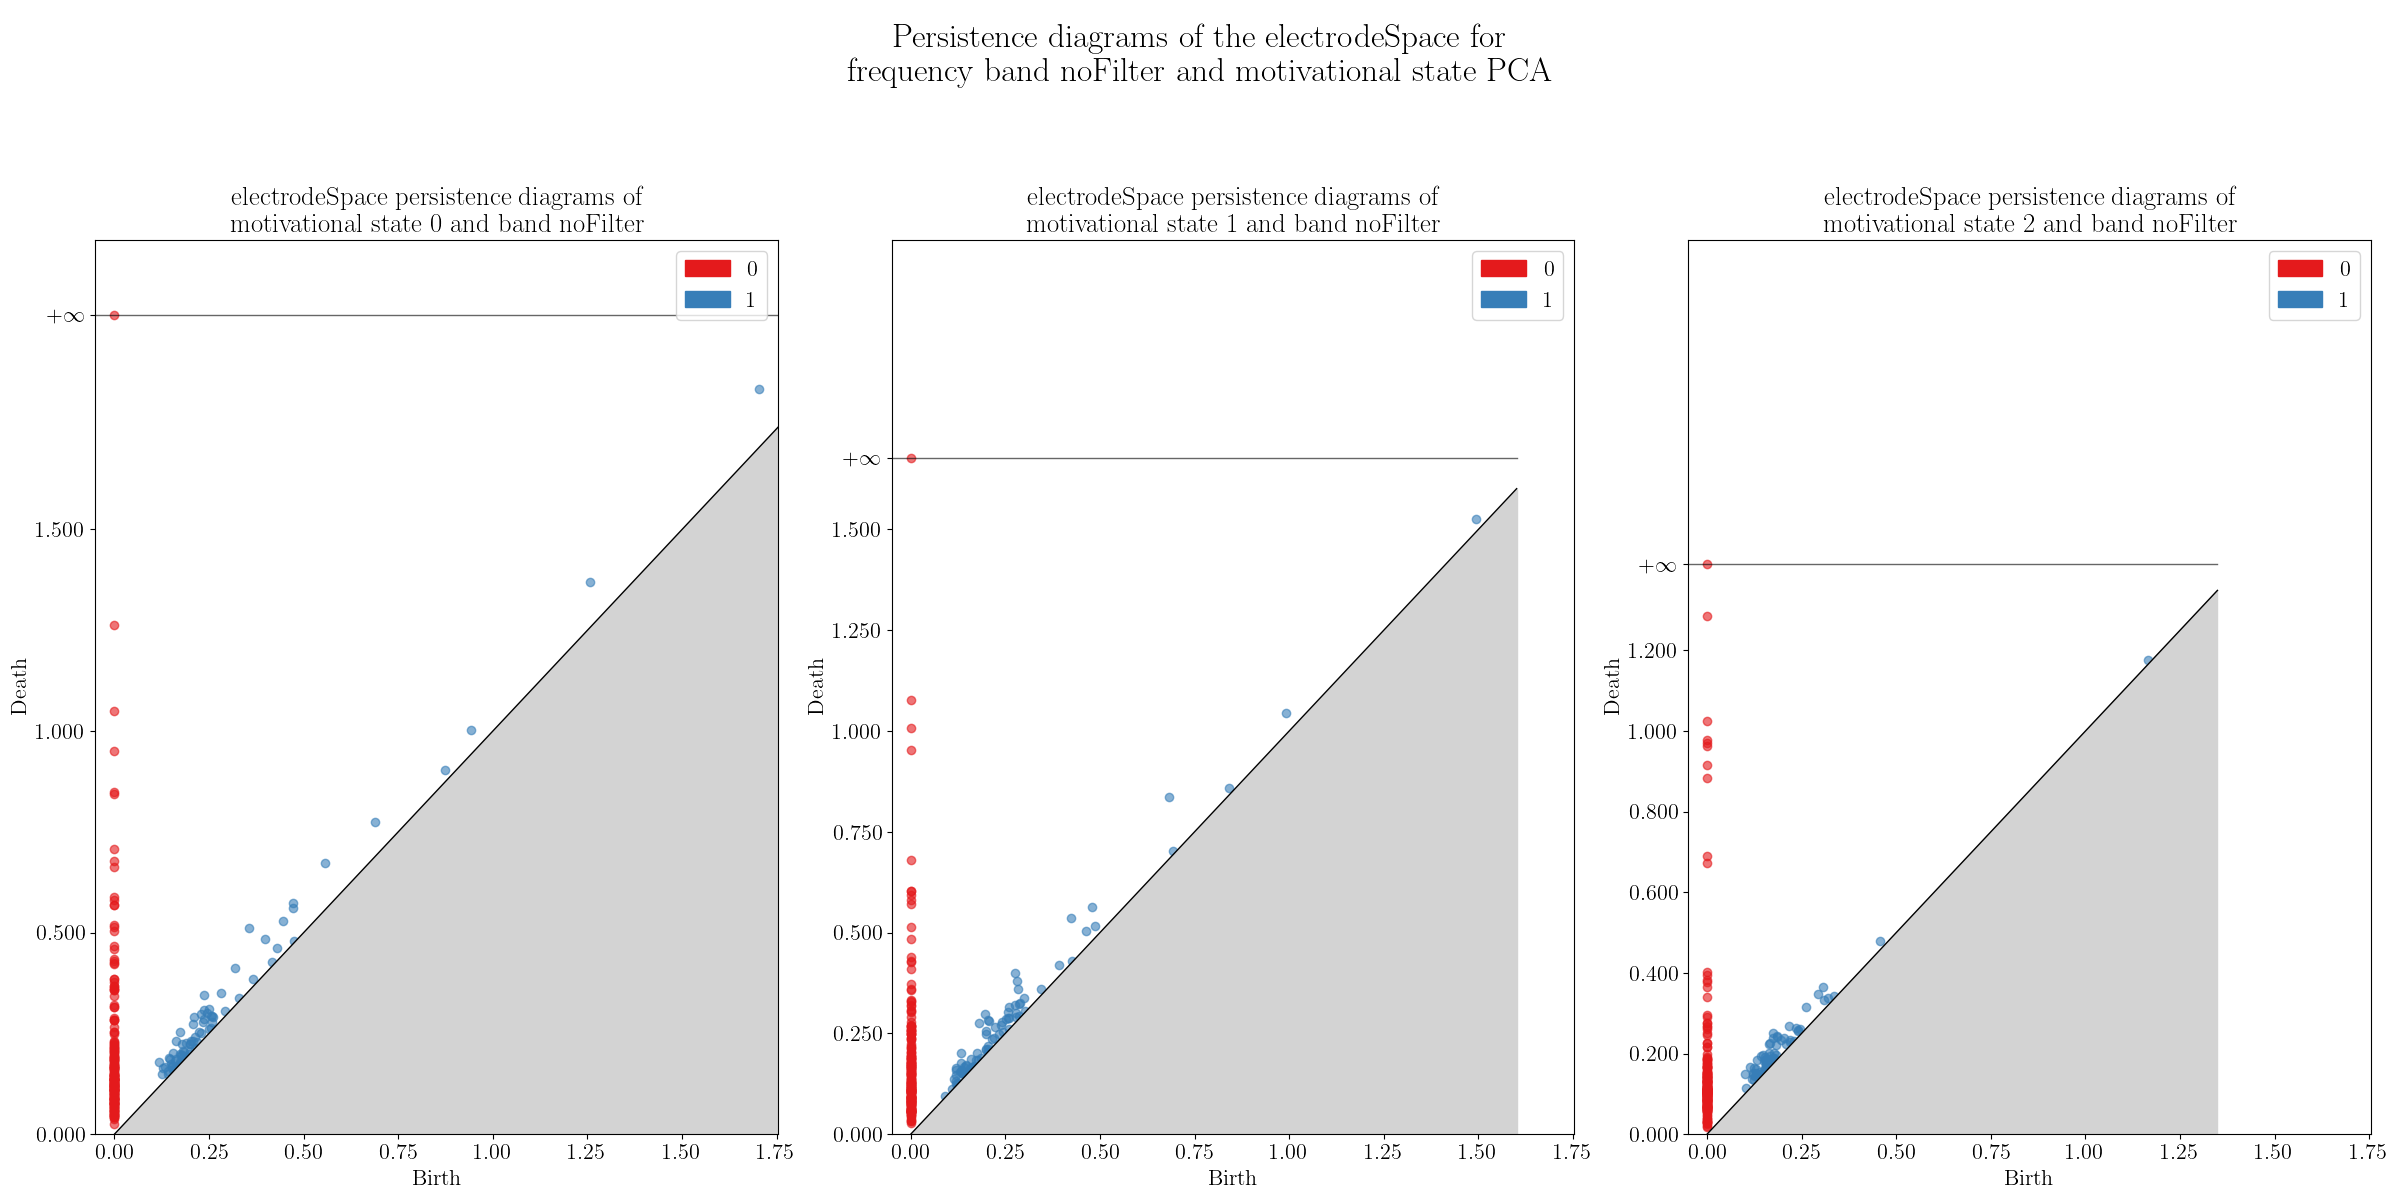 Persistence diagrams of the electrodeSpace for
frequency band noFilter and motivational state PCA
electrodeSpace persistence diagrams of
motivational state 0 and band noFilter
0
1
+∞
1.500
1.000
0.500
0.000
Death
0.00 0.25 0.50 0.75 1.00 1.25 1.50 1.75
Birth
electrodeSpace persistence diagrams of
motivational state 1 and band noFilter
0
1
+∞
1.500
1.250
1.000
0.750
0.500
0.250
0.000
Death
0.00 0.25 0.50 0.75 1.00 1.25 1.50 1.75
Birth
electrodeSpace persistence diagrams of
motivational state 2 and band noFilter
0
1
+∞
1.200
1.000
0.800
0.600
0.400
0.200
0.000
Death
0.00 0.25 0.50 0.75 1.00 1.25 1.50 1.75
Birth